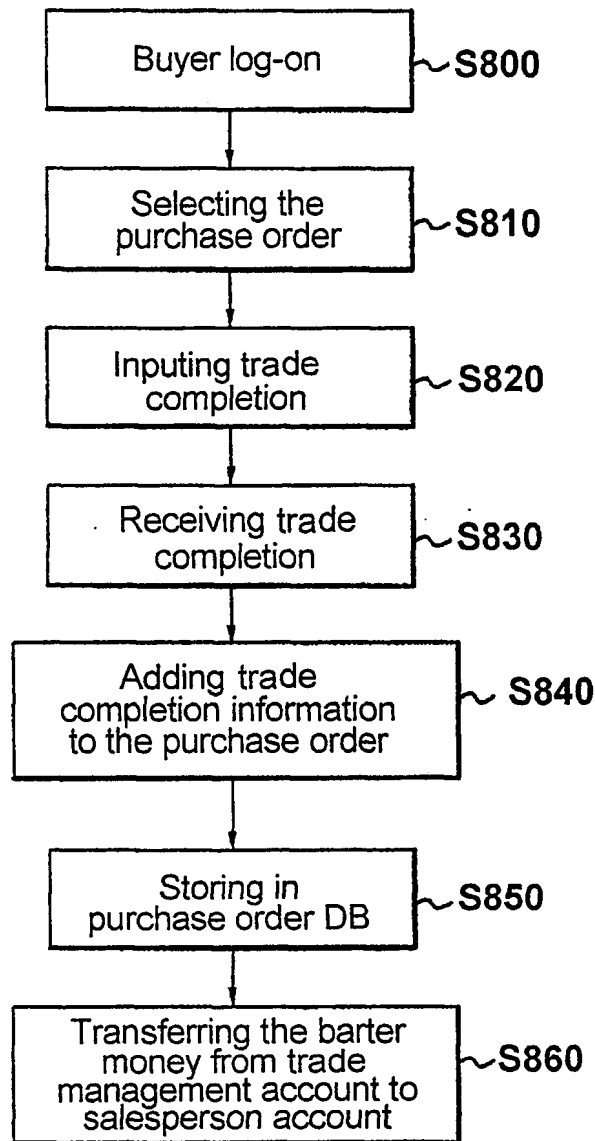 Buyer log-on
S800
Selecting the
purchase order
S810
Inputing trade
completion
S820
Receiving trade
completion
S830
Adding trade
completion information
to the purchase order
S840
Storing in
purchase order DB
S850
Transferring the barter
money from trade
management account to
salesperson account
S860